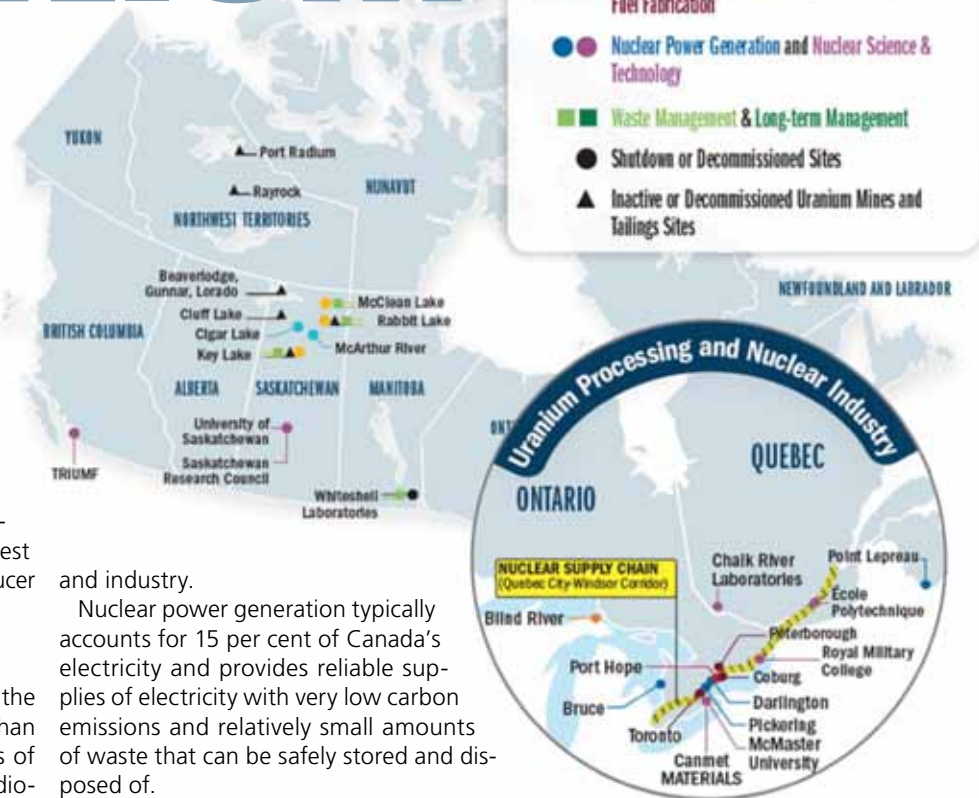 Fuel Fabrication
Nuclear Power Generation and Nuclear Science &
Technology
Waste Management & Long-term Management
Shutdown or Decommissioned Sites
Inactive or Decommissioned Uranium Mines and
Tailings Sites
YUKON
Port Radium
Rayrock
NUNAVUT
NORTHWEST TERRITORIES
Beaverlodge,
Gunnar, Lorado
Cluff Lake
Cigar Lake
Key Lake
McClean Lake
Rabbit Lake
McArthur River
BRITISH COLUMBIA
ALBERTA
SASKATCHEWAN
MANITOBA
NEWFOUNDLAND AND LABRADOR
University of
Saskatchewan
Saskatchewan
Research Council
TRIUMF
Whiteshell
Laboratories
Uranium Processing and Nuclear Industry
QUEBEC
ONTARIO
NUCLEAR SUPPLY CHAIN
(Quebec City-Windsor Corridor)
Chalk River
Laboratories
Point Lepreau
École
Polytechnique
Blind River
Peterborough
Royal Military
College
Port Hope
Coburg
Bruce
Darlington
Pickering
McMaster
University
Toronto
Canmet
MATERIALS
and industry.
Nuclear power generation typically
accounts for 15 per cent of Canada's
electricity and provides reliable sup-
plies of electricity with very low carbon
emissions and relatively small amounts
of waste that can be safely stored and dis-
posed of.